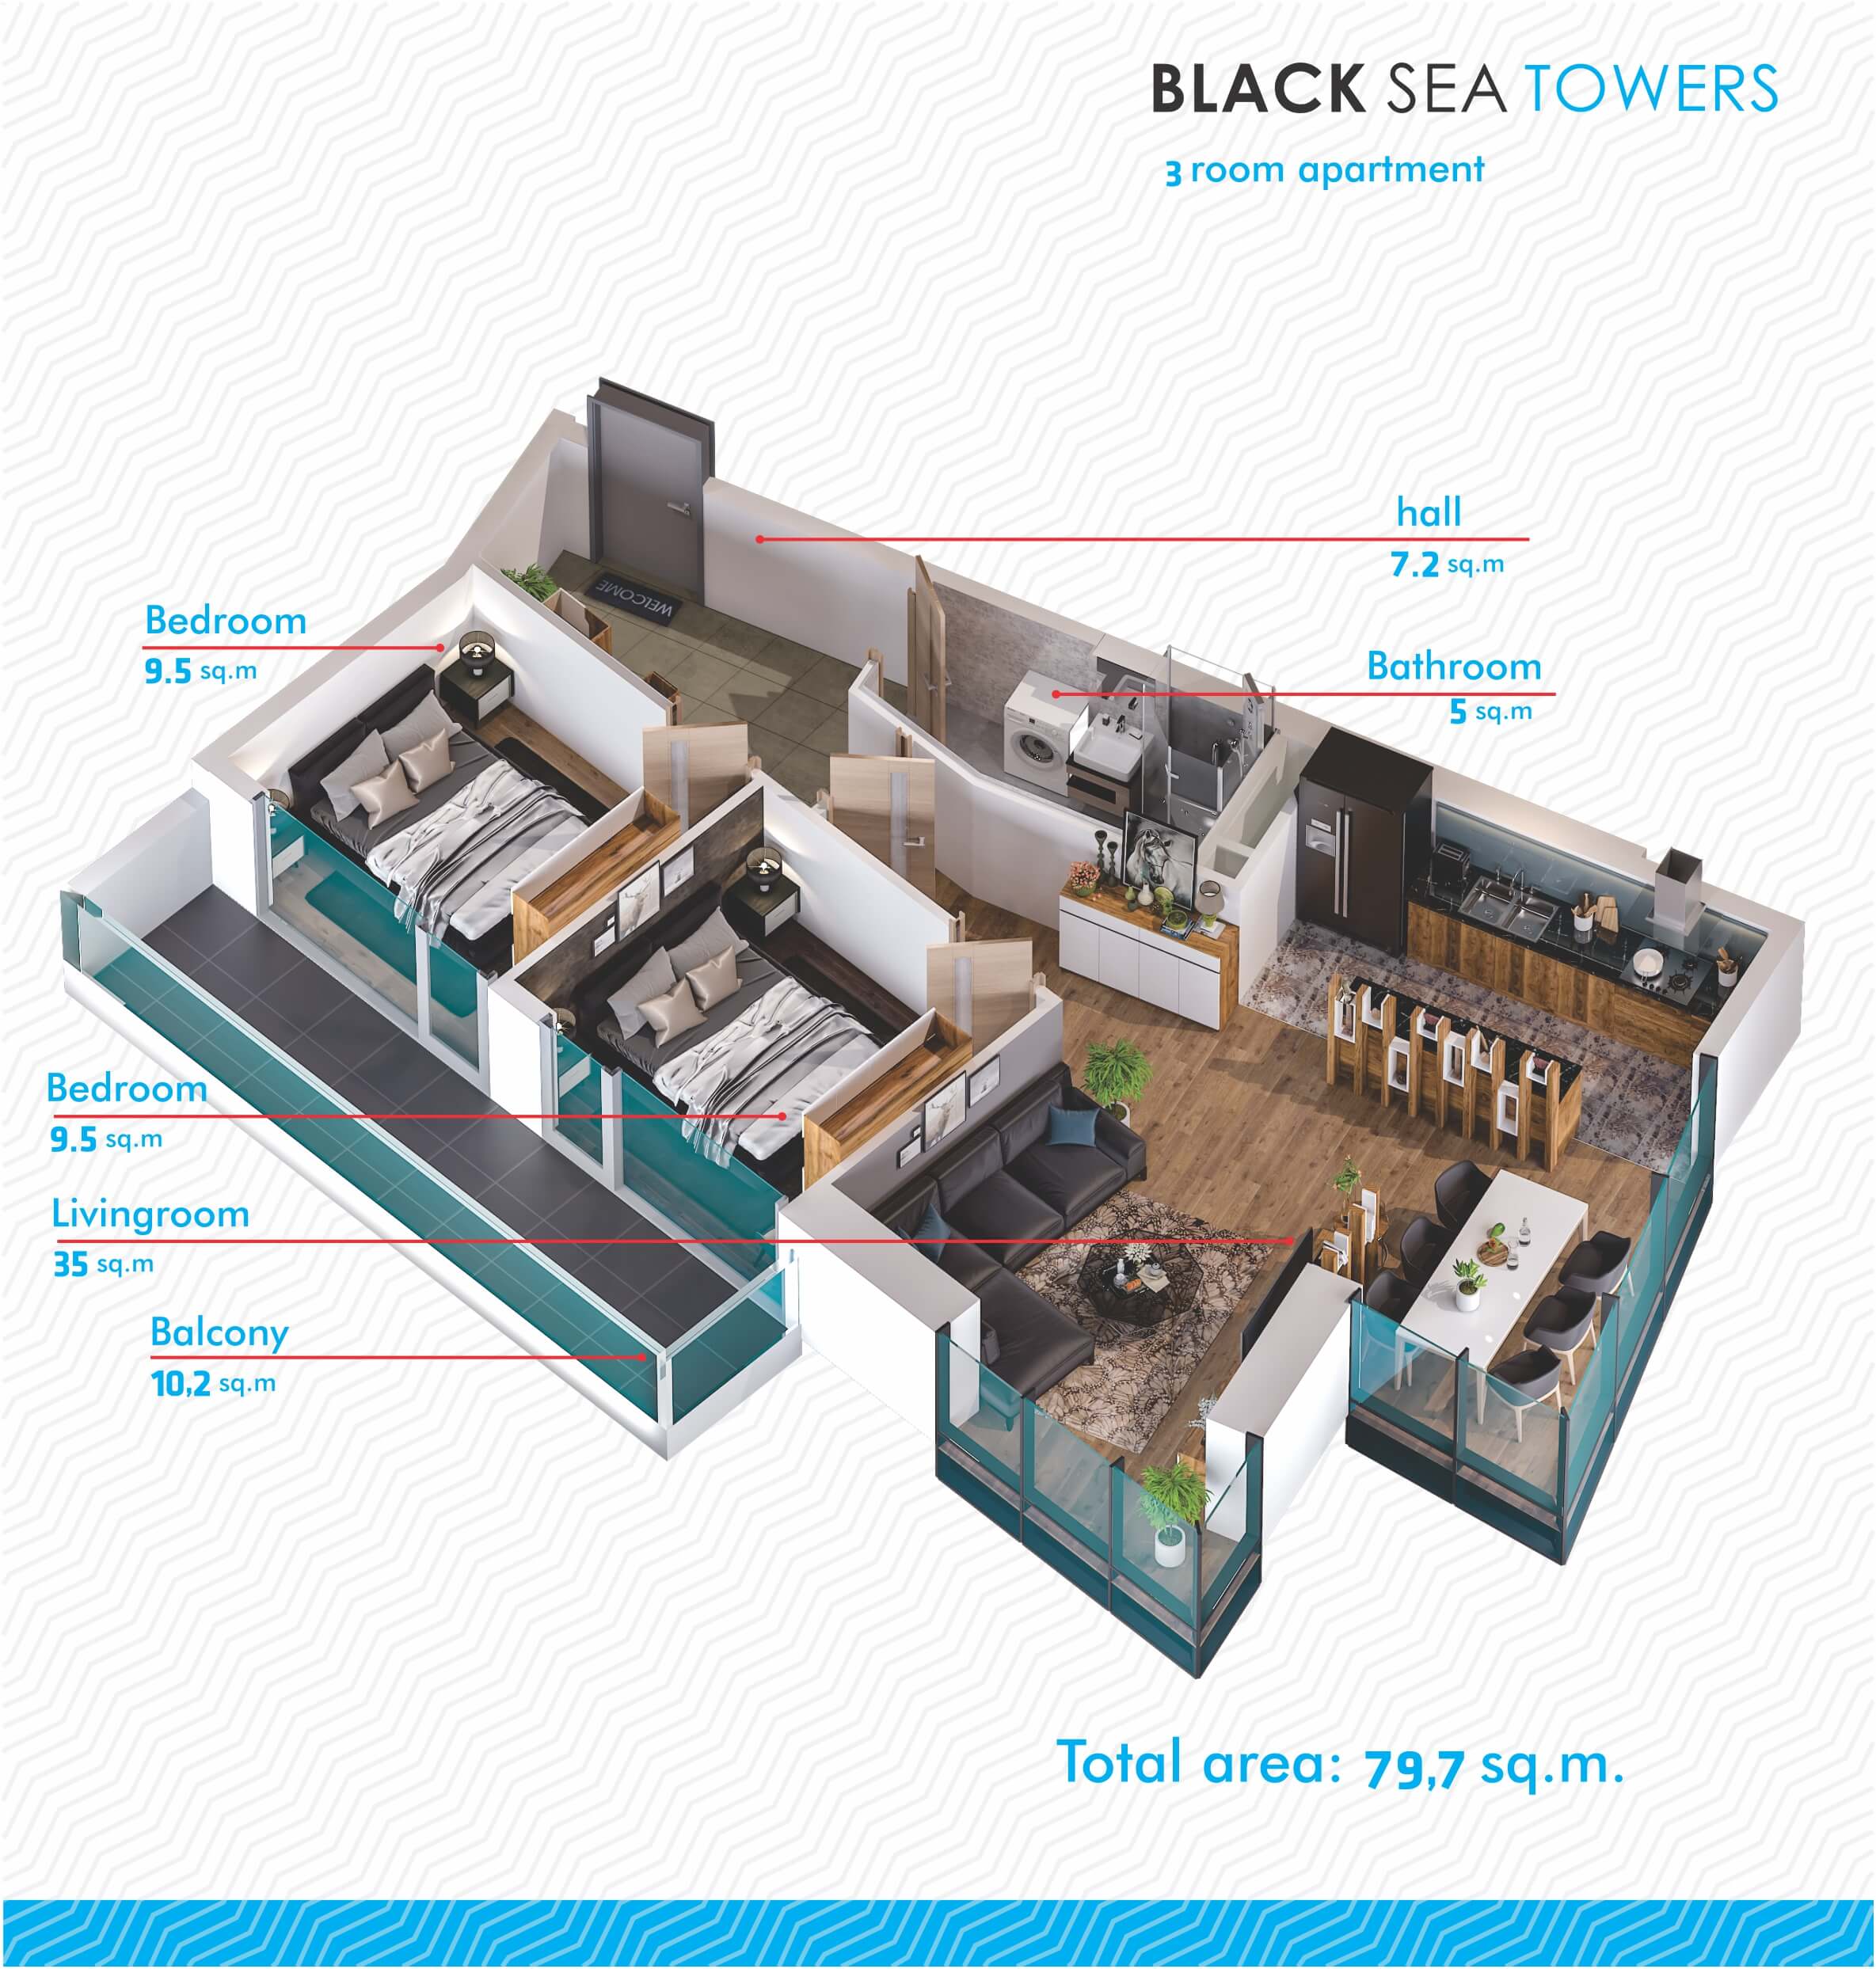 BLACK SEA TOWERS
3 room apartment
hall
7.2 sq.m
WELCOME
Bedroom
9.5 sq.m
Bathroom
5 sq.m
Bedroom
9.5 sq.m
Livingroom
35 sq.m
Balcony
10,2 sq.m
Total area: 79,7 sq.m.